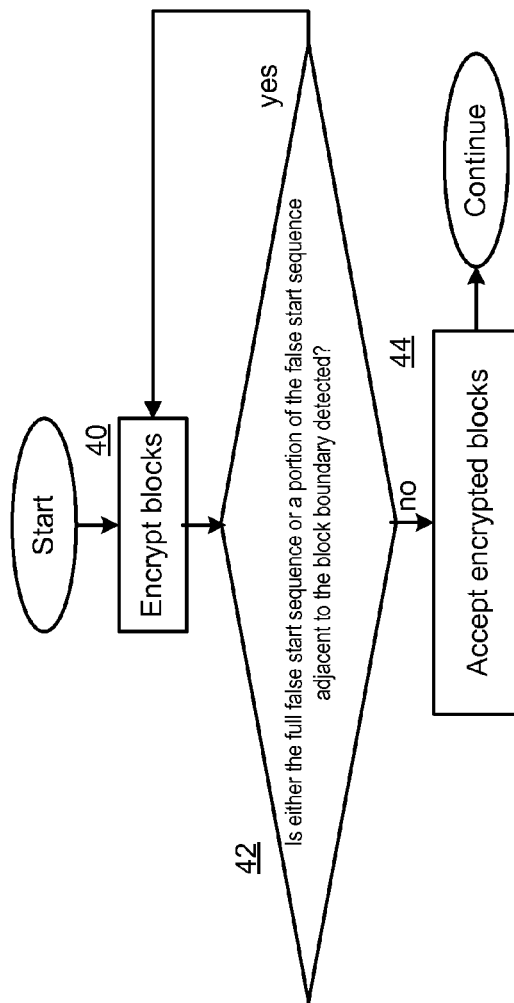 Start
40
Encrypt blocks
42
Is either the full false start sequence or a portion of the false start sequence
adjacent to the block boundary detected?
yes
no
44
Accept encrypted blocks
Continue